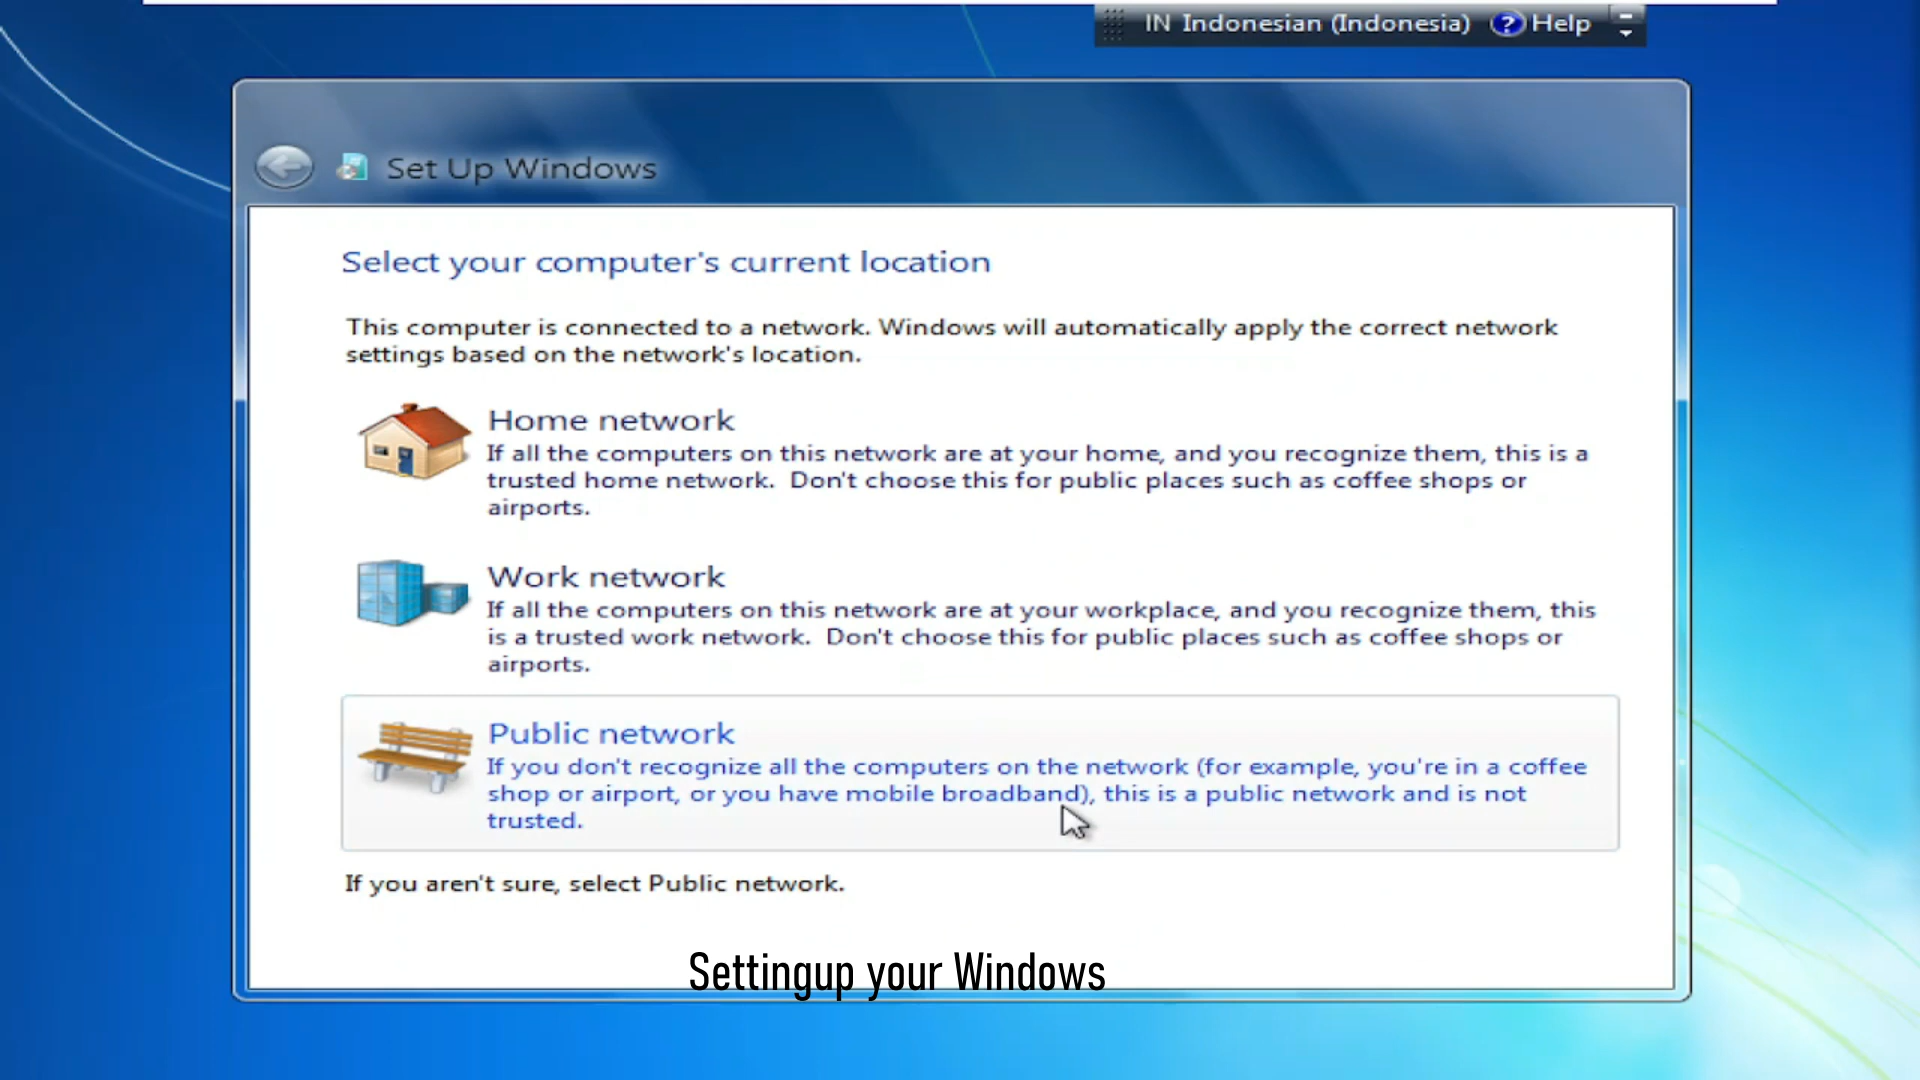 IN Indonesian (Indonesia) ? Help
Set Up Windows
Select your computer's current location
This computer is connected to a network. Windows will automatically apply the correct network
settings based on the network's location.
Home network
If all the computers on this network are at your home, and you recognize them, this is a
trusted home network. Don't choose this for public places such as coffee shops or
airports.
Work network
If all the computers on this network are at your workplace, and you recognize them, this
is a trusted work network. Don't choose this for public places such as coffee shops or
airports.
Public network
If you don't recognize all the computers on the network (for example, you're in a coffee
shop or airport, or you have mobile broadband), this is a public network and is not
trusted.
If you aren't sure, select Public network.
Settingup your Windows